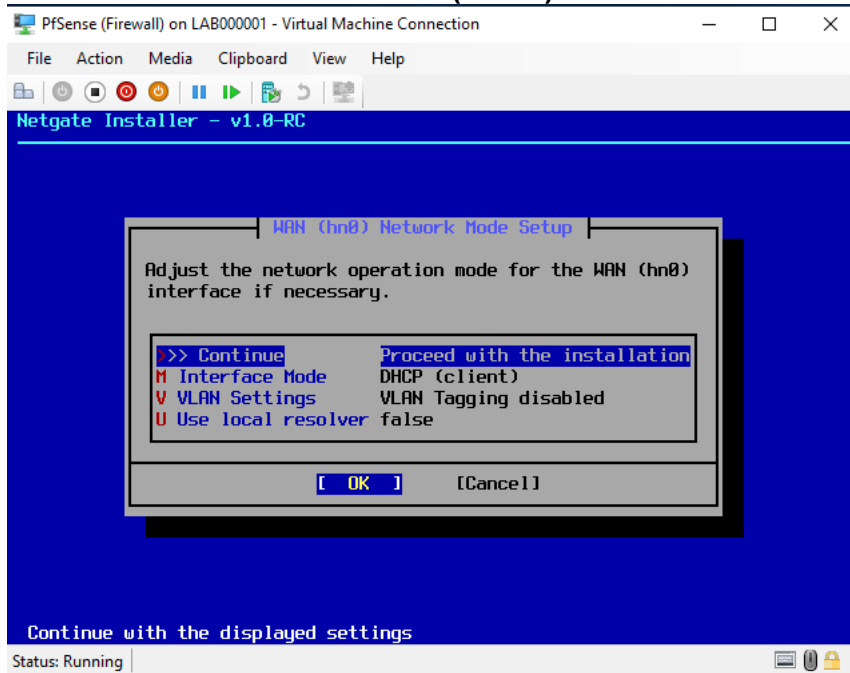 PfSense (Firewall) on LAB000001 - Virtual Machine Connection
File Action Media Clipboard View Help
Netgate Installer - v1.0-RC
WAN (hn0) Network Mode Setup
Adjust the network operation mode for the WAN (hn0)
interface if necessary.
>>> Continue Proceed with the installation
M Interface Mode DHCP (client)
V VLAN Settings VLAN Tagging disabled
U Use local resolver false
[ OK ] [Cancel]
Continue with the displayed settings
Status: Running